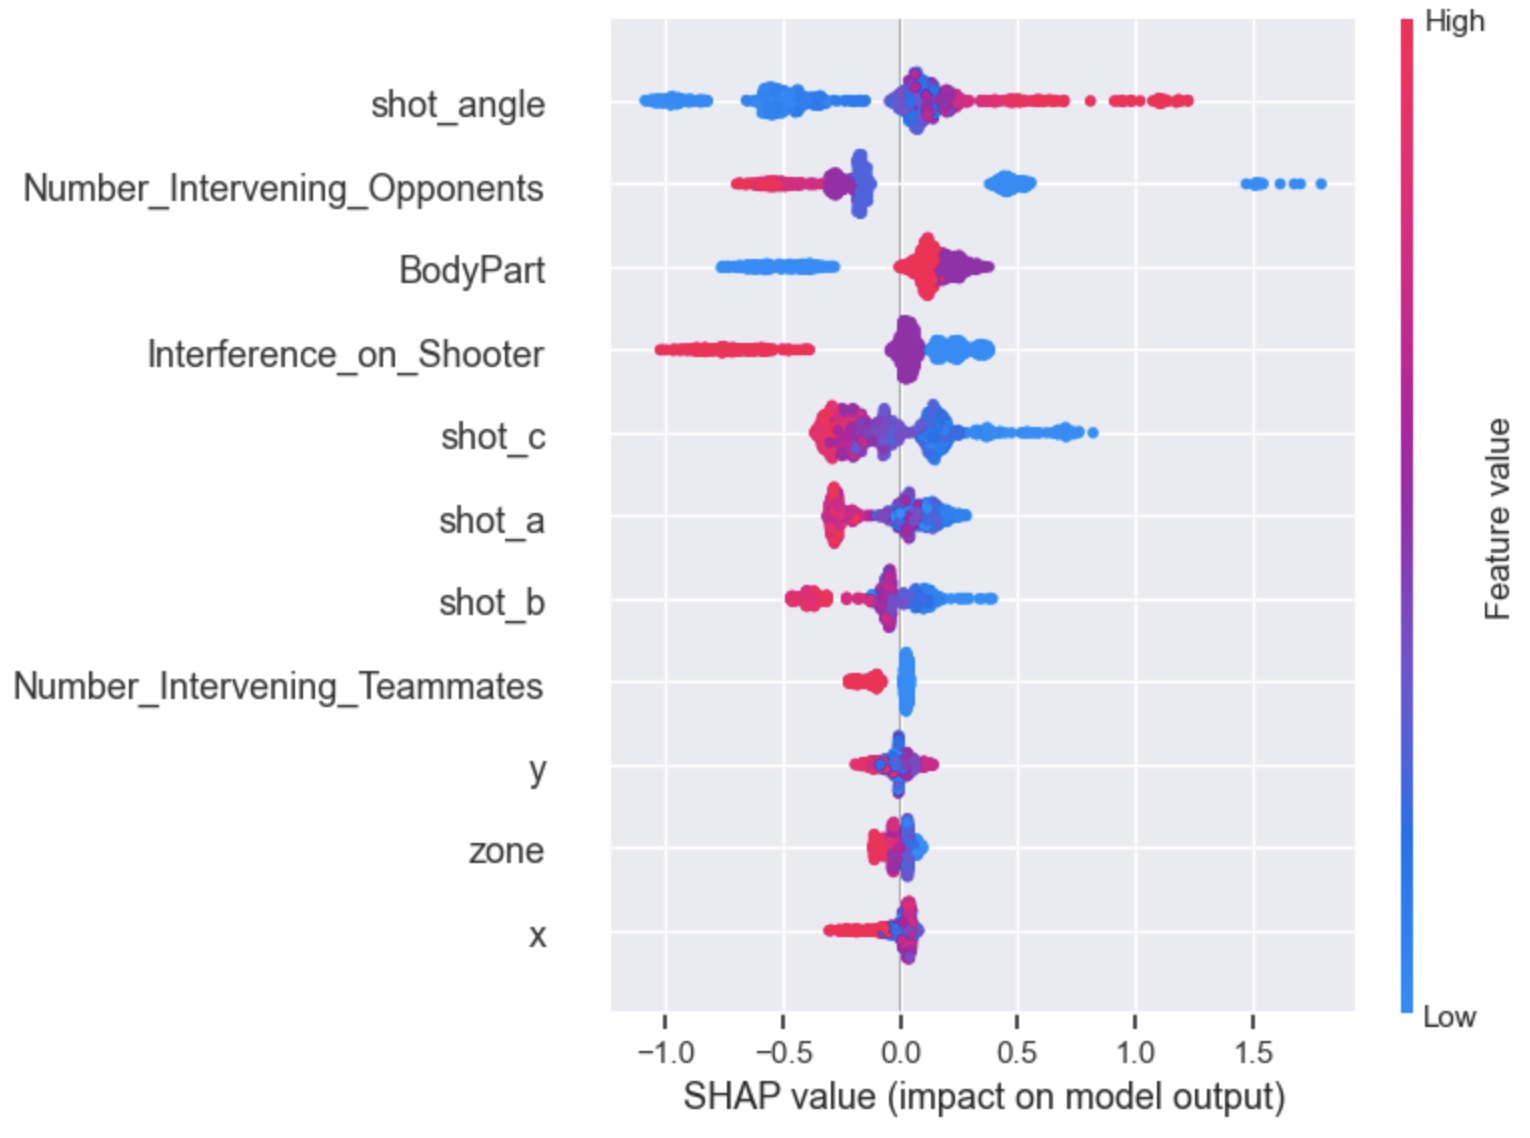 High
shot_angle
Number_Intervening_Opponents
BodyPart
Interference_on_Shooter
shot_c
shot_a
shot_b
Number_Intervening_Teammates
y
zone
x
Feature value
Low
−1.0 −0.5 0.0 0.5 1.0 1.5
SHAP value (impact on model output)